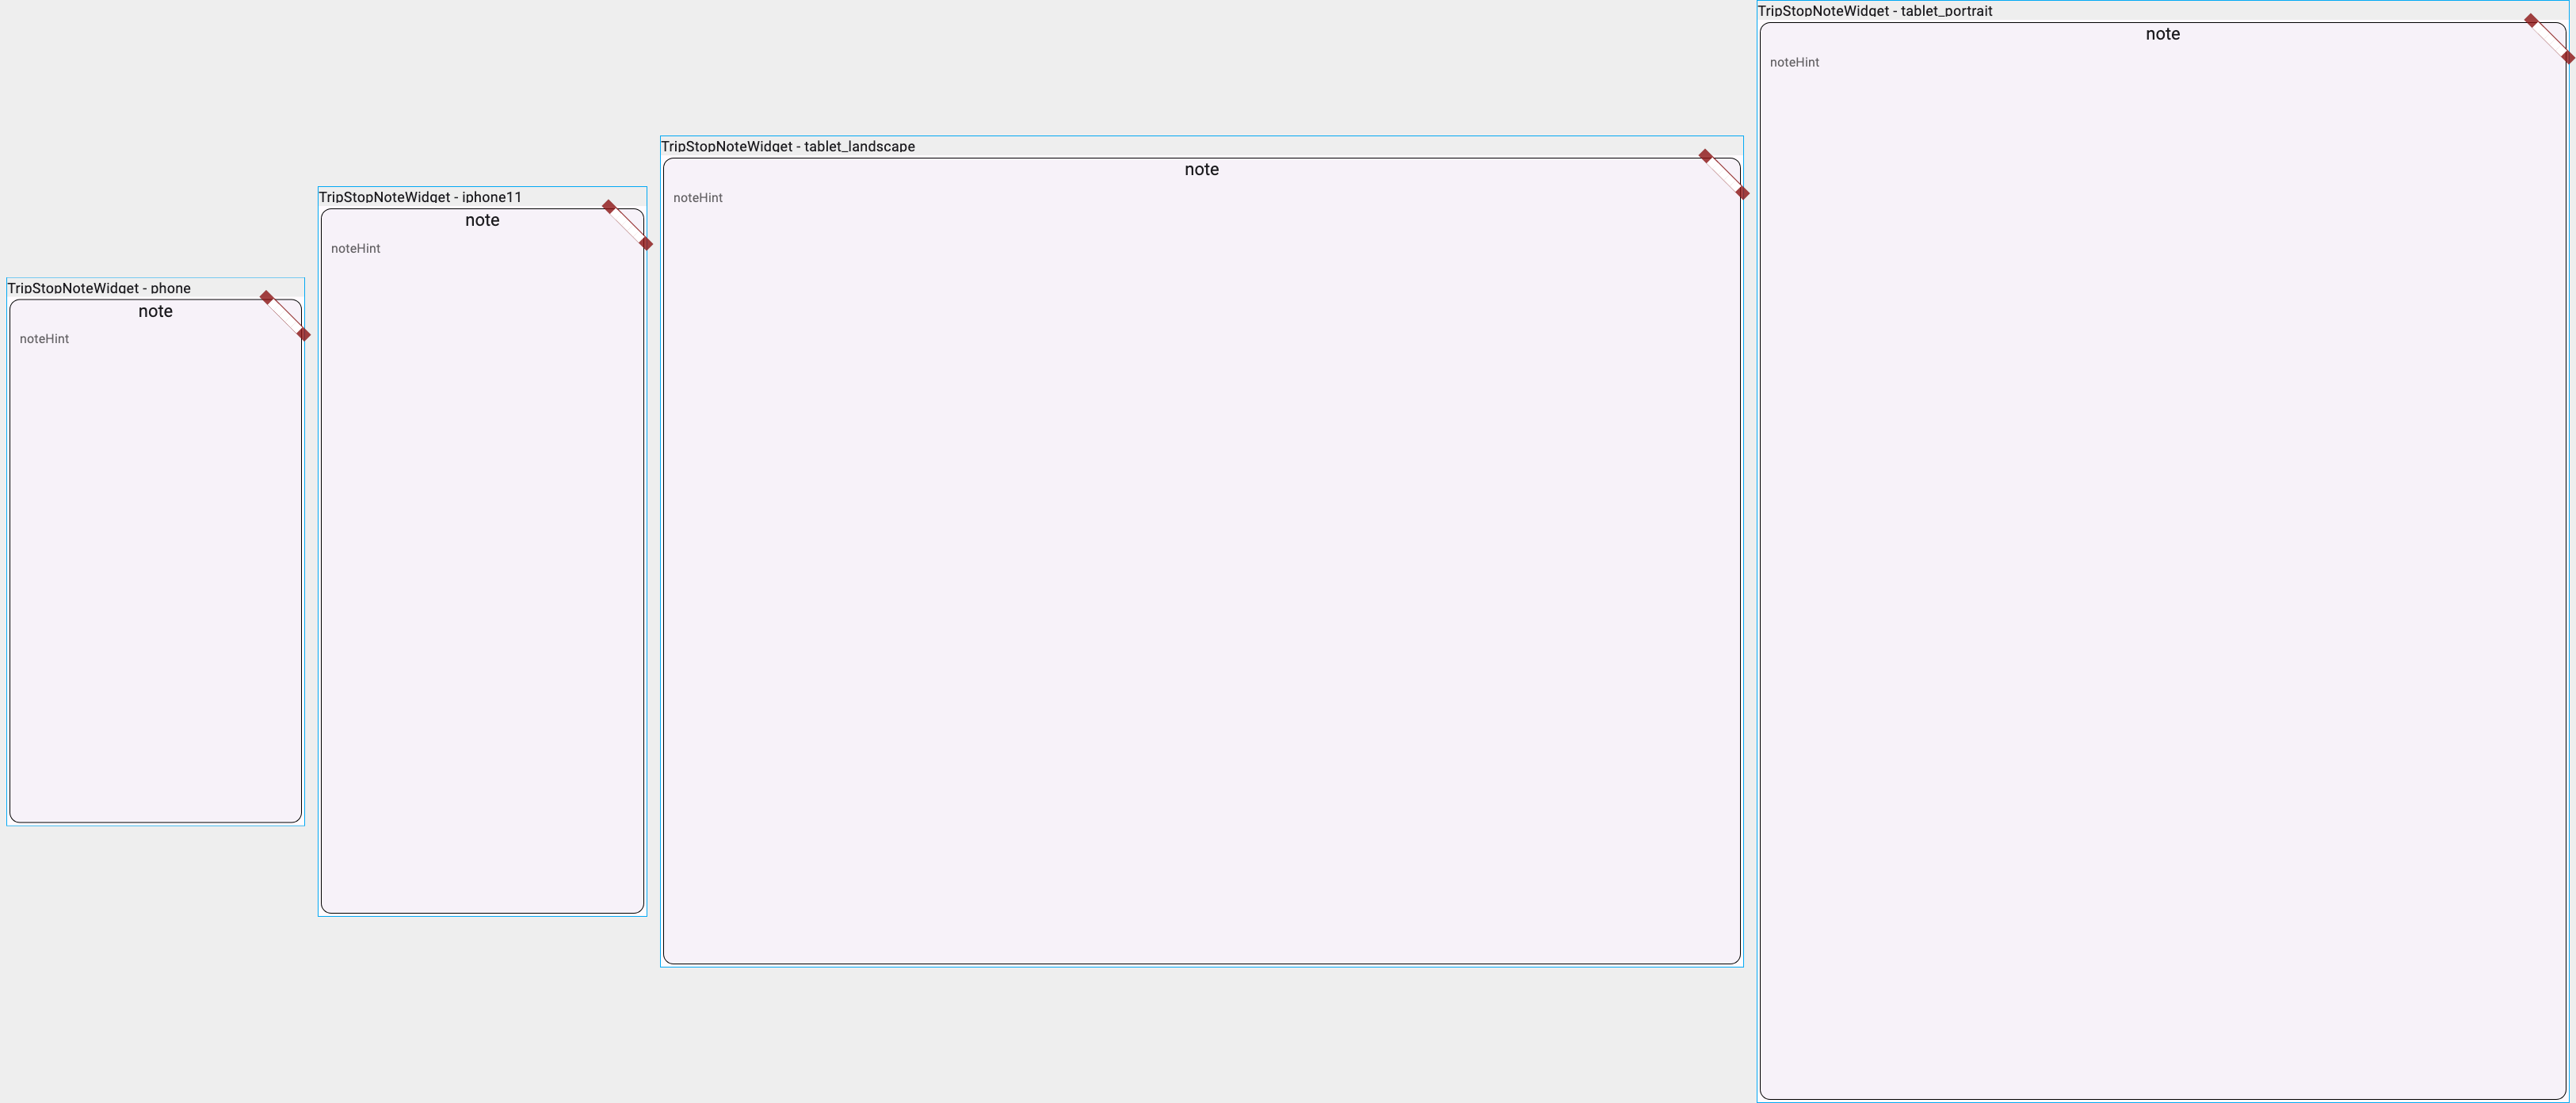 TripStopNoteWidget - phone
note
noteHint
TripStopNoteWidget - iphone11
note
noteHint
TripStopNoteWidget - tablet_landscape
note
noteHint
TripStopNoteWidget - tablet_portrait
note
noteHint